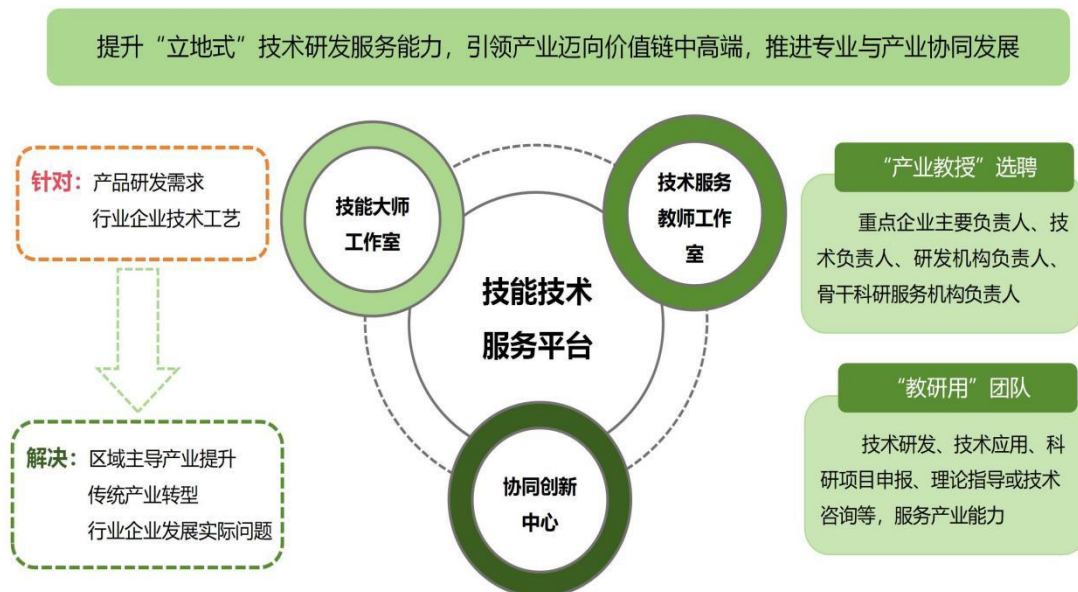 提升“立地式”技术研发服务能力，引领产业迈向价值链中高端，推进专业与产业协同发展
针对：产品研发需求
行业企业技术工艺
解决：区域主导产业提升
传统产业转型
行业企业发展实际问题
技能大师
工作室
技术服务
教师工作
室
技能技术
服务平台
协同创新
中心
“产业教授”选聘
重点企业主要负责人、技
术负责人、研发机构负责人、
骨干科研服务机构负责人
“教研用”团队
技术研发、技术应用、科
研项目申报、理论指导或技术
咨询等，服务产业能力